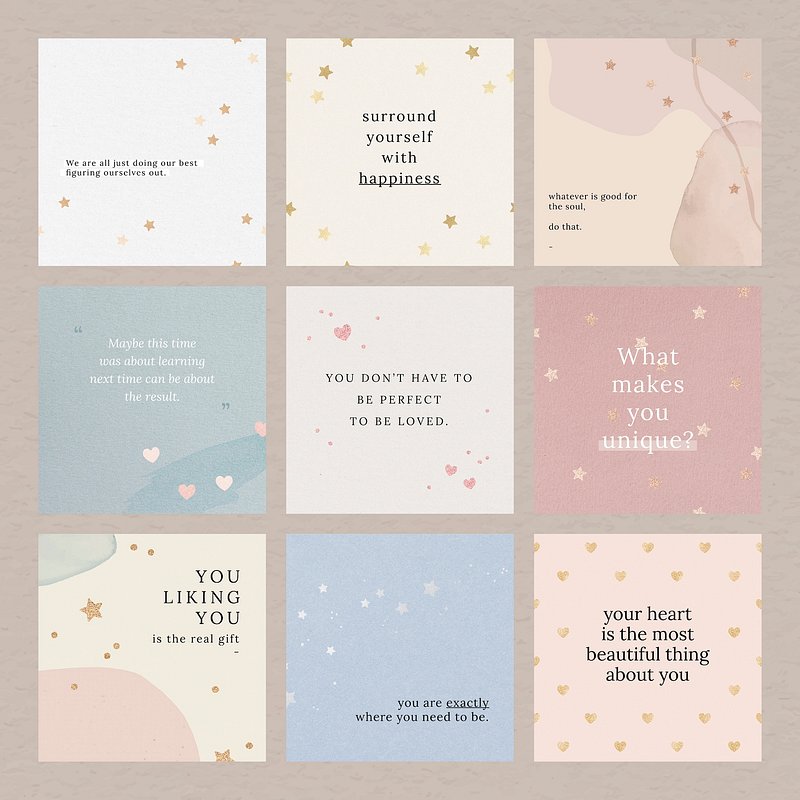 We are all just doing our best
figuring ourselves out.
surround
yourself
with
happiness
whatever is good for
the soul,
do that.
–
“
Maybe this time
was about learning
next time can be about
the result.
”
YOU DON'T HAVE TO
BE PERFECT
TO BE LOVED.
What
makes
you
unique?
YOU
LIKING
YOU
is the real gift
–
you are exactly
where you need to be.
your heart
is the most
beautiful thing
about you